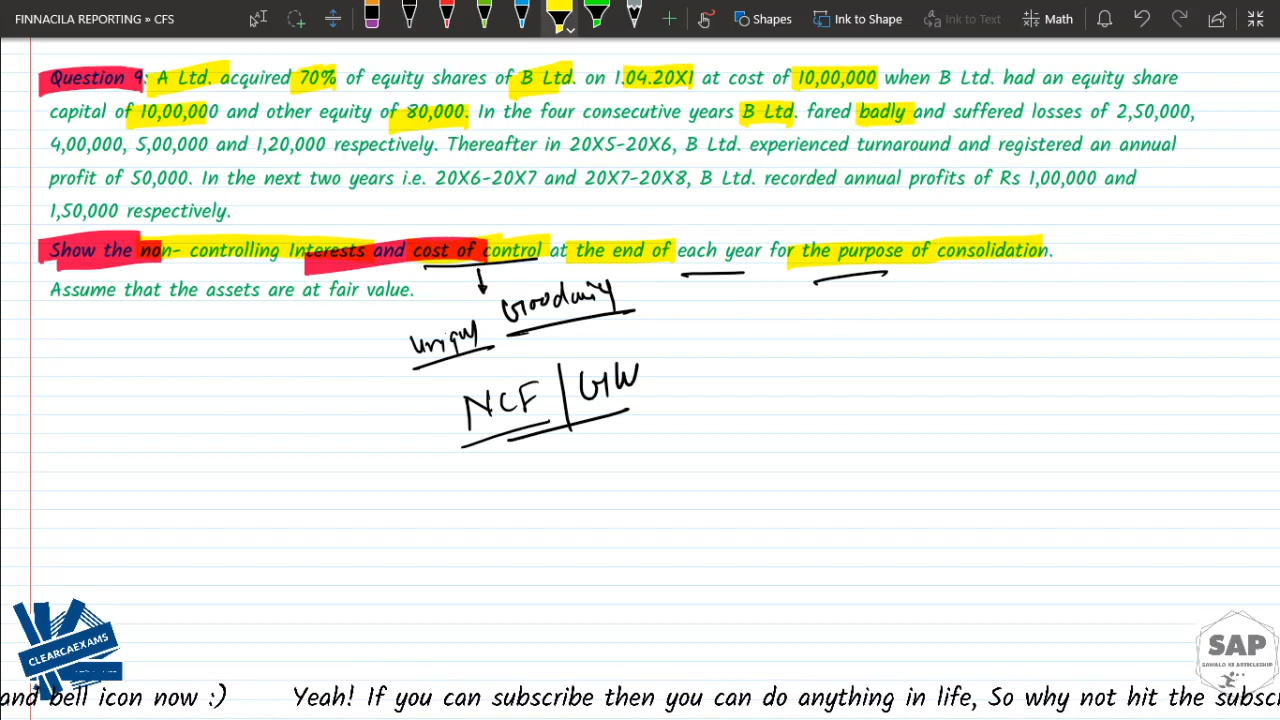 FINNACILA REPORTING » CFS
Shapes
Ink to Shape
Ink to Text
Math
Question 9: A Ltd. acquired 70% of equity shares of B Ltd. on 1.04.20X1 at cost of 10,00,000 when B Ltd. had an equity share
capital of 10,00,000 and other equity of 80,000. In the four consecutive years B Ltd. fared badly and suffered losses of 2,50,000,
4,00,000, 5,00,000 and 1,20,000 respectively. Thereafter in 20X5-20X6, B Ltd. experienced turnaround and registered an annual
profit of 50,000. In the next two years i.e. 20X6-20X7 and 20X7-20X8, B Ltd. recorded annual profits of Rs 1,00,000 and
1,50,000 respectively.
Show the non- controlling Interests and cost of control at the end of each year for the purpose of consolidation.
Assume that the assets are at fair value.
NCF | GW
CLEARCAEXAMS
SAP
SAWALO KE ARTICLESHIP
and bell icon now :) Yeah! If you can subscribe then you can do anything in life, So why not hit the subsc